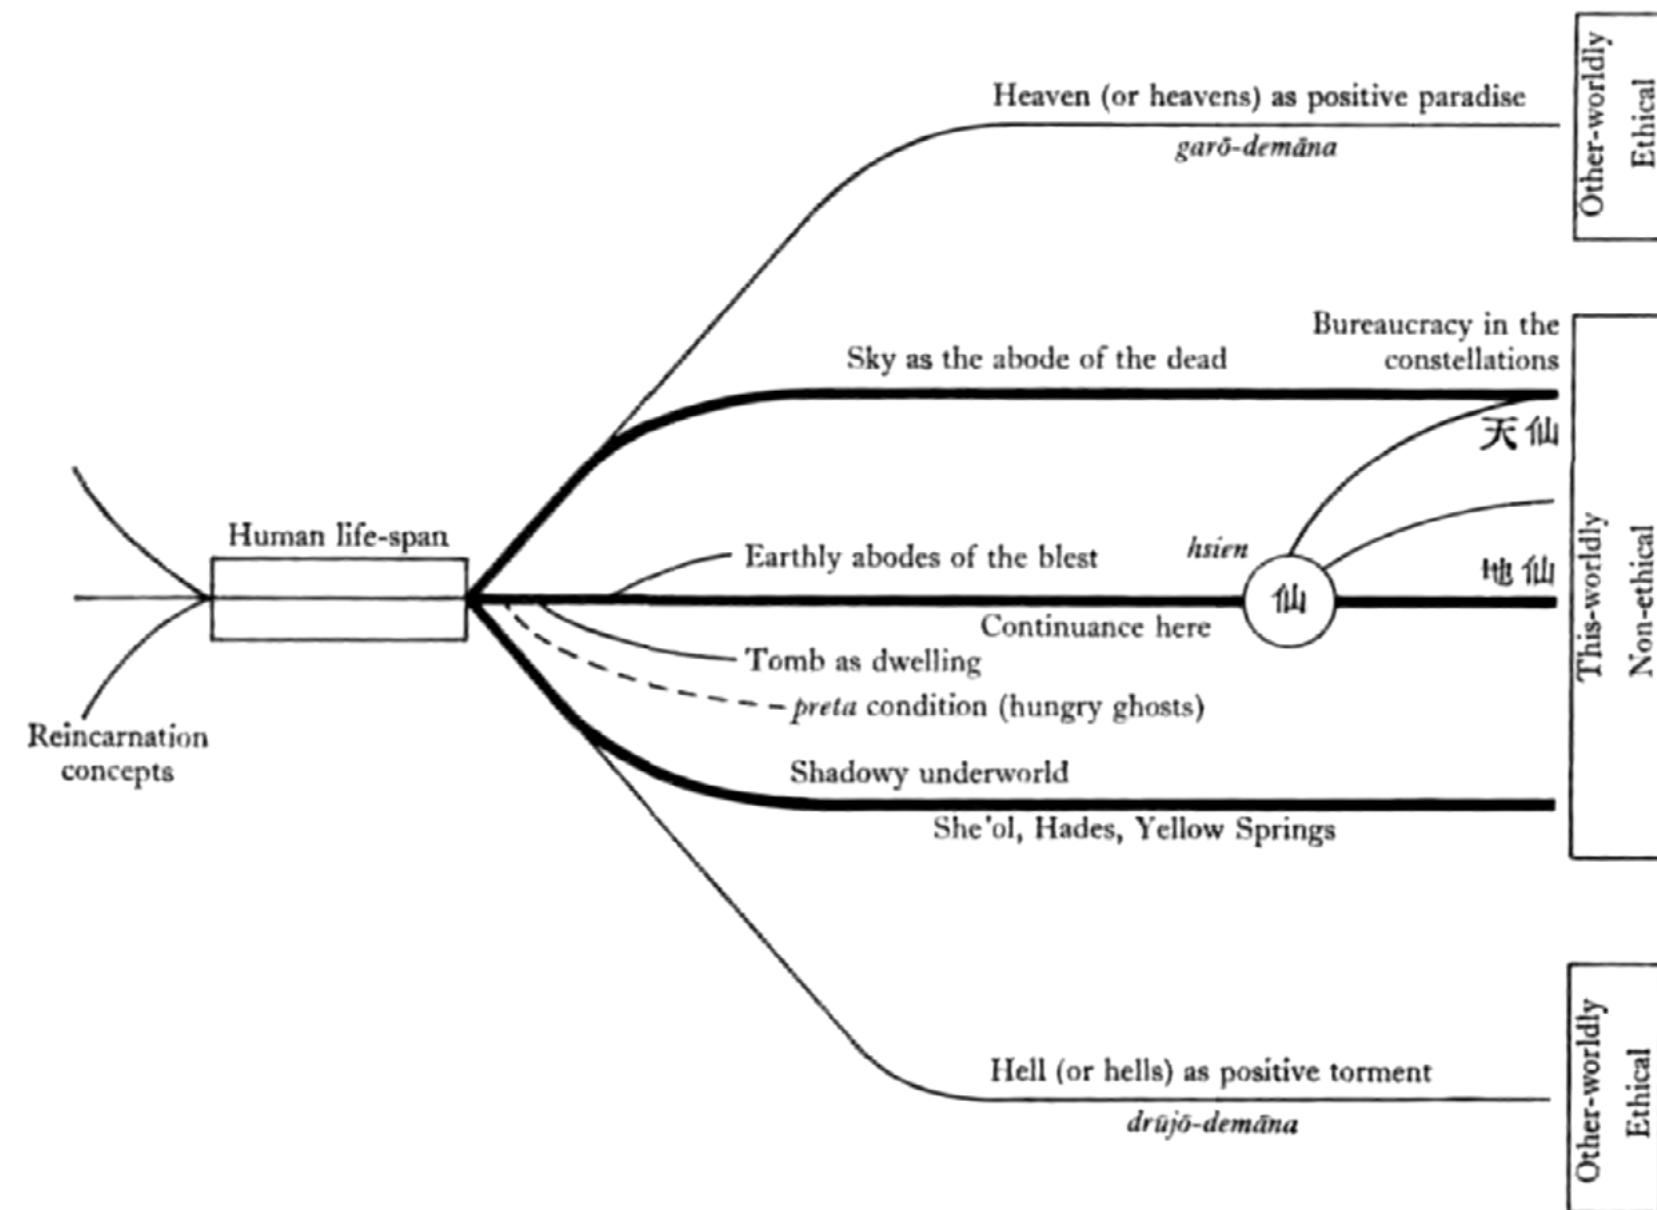 Heaven (or heavens) as positive paradise
garō-demāna
Other-worldly
Ethical
Bureaucracy in the
constellations
Sky as the abode of the dead
天仙
Human life-span
Earthly abodes of the blest
hsien
仙
地仙
Continuance here
Tomb as dwelling
preta condition (hungry ghosts)
This-worldly
Non-ethical
Reincarnation
concepts
Shadowy underworld
She'ol, Hades, Yellow Springs
Hell (or hells) as positive torment
drūjō-demāna
Other-worldly
Ethical